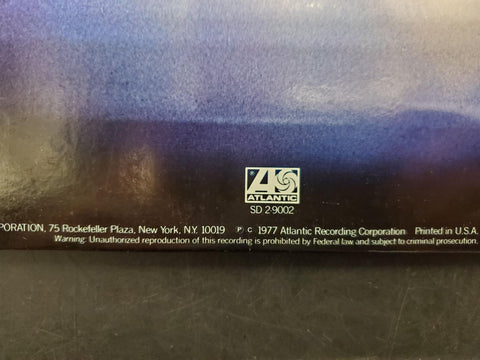 ATLANTIC
SD 2-9002
PORATION, 75 Rockefeller Plaza, New York, N.Y. 10019 ℗ © 1977 Atlantic Recording Corporation Printed in U.S.A.
Warning: Unauthorized reproduction of this recording is prohibited by Federal law and subject to criminal prosecution.